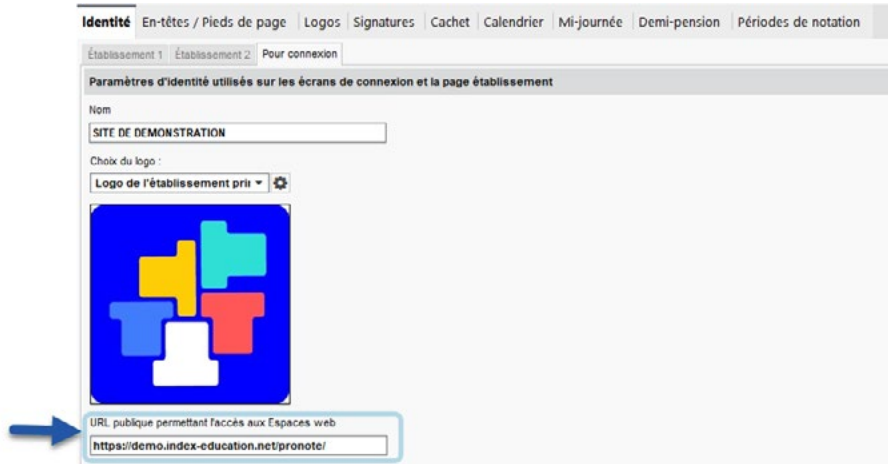 Identité En-têtes / Pieds de page Logos Signatures Cachet Calendrier Mi-journée Demi-pension Périodes de notation
Établissement 1 Établissement 2 Pour connexion
Paramètres d'identité utilisés sur les écrans de connexion et la page établissement
Nom
SITE DE DEMONSTRATION
Choix du logo :
Logo de l'établissement prin
URL publique permettant l'accès aux Espaces web
https://demo.index-education.net/pronote/